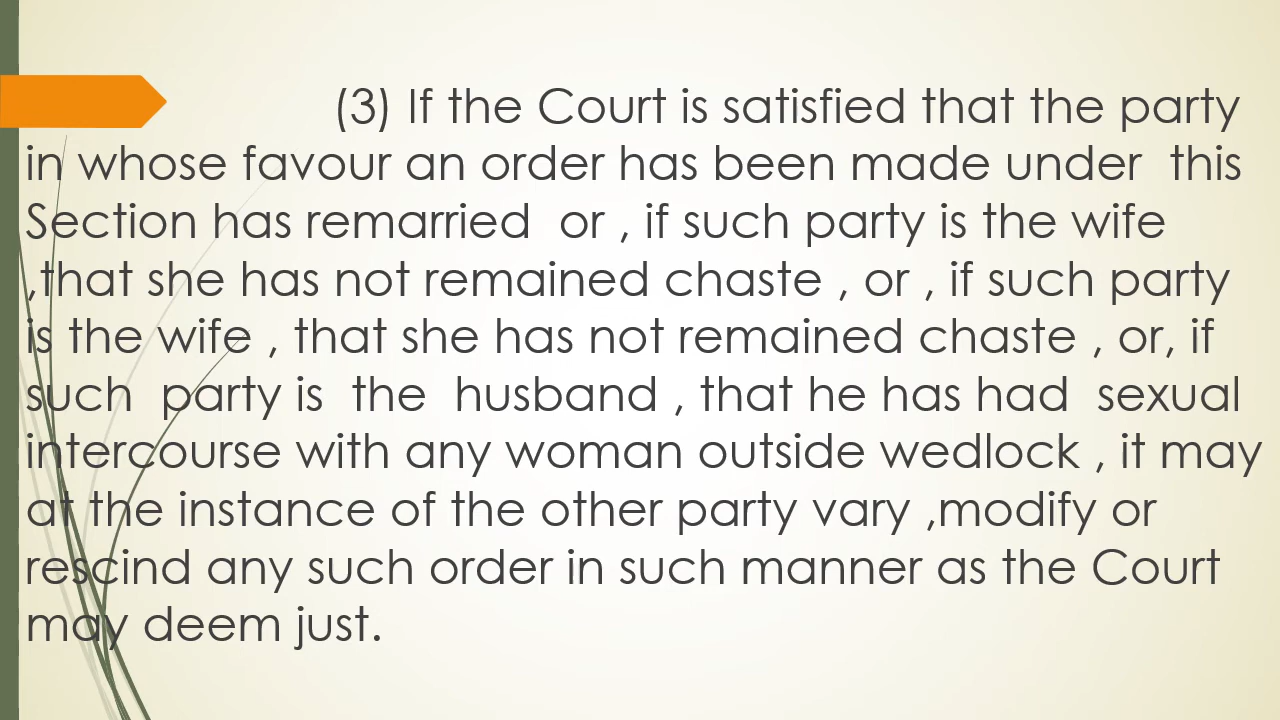 (3) If the Court is satisfied that the party
in whose favour an order has been made under  this
Section has remarried  or , if such party is the wife
,that she has not remained chaste , or , if such party
is the wife , that she has not remained chaste , or, if
such  party is  the  husband , that he has had  sexual
intercourse with any woman outside wedlock , it may
at the instance of the other party vary ,modify or
rescind any such order in such manner as the Court
may deem just.